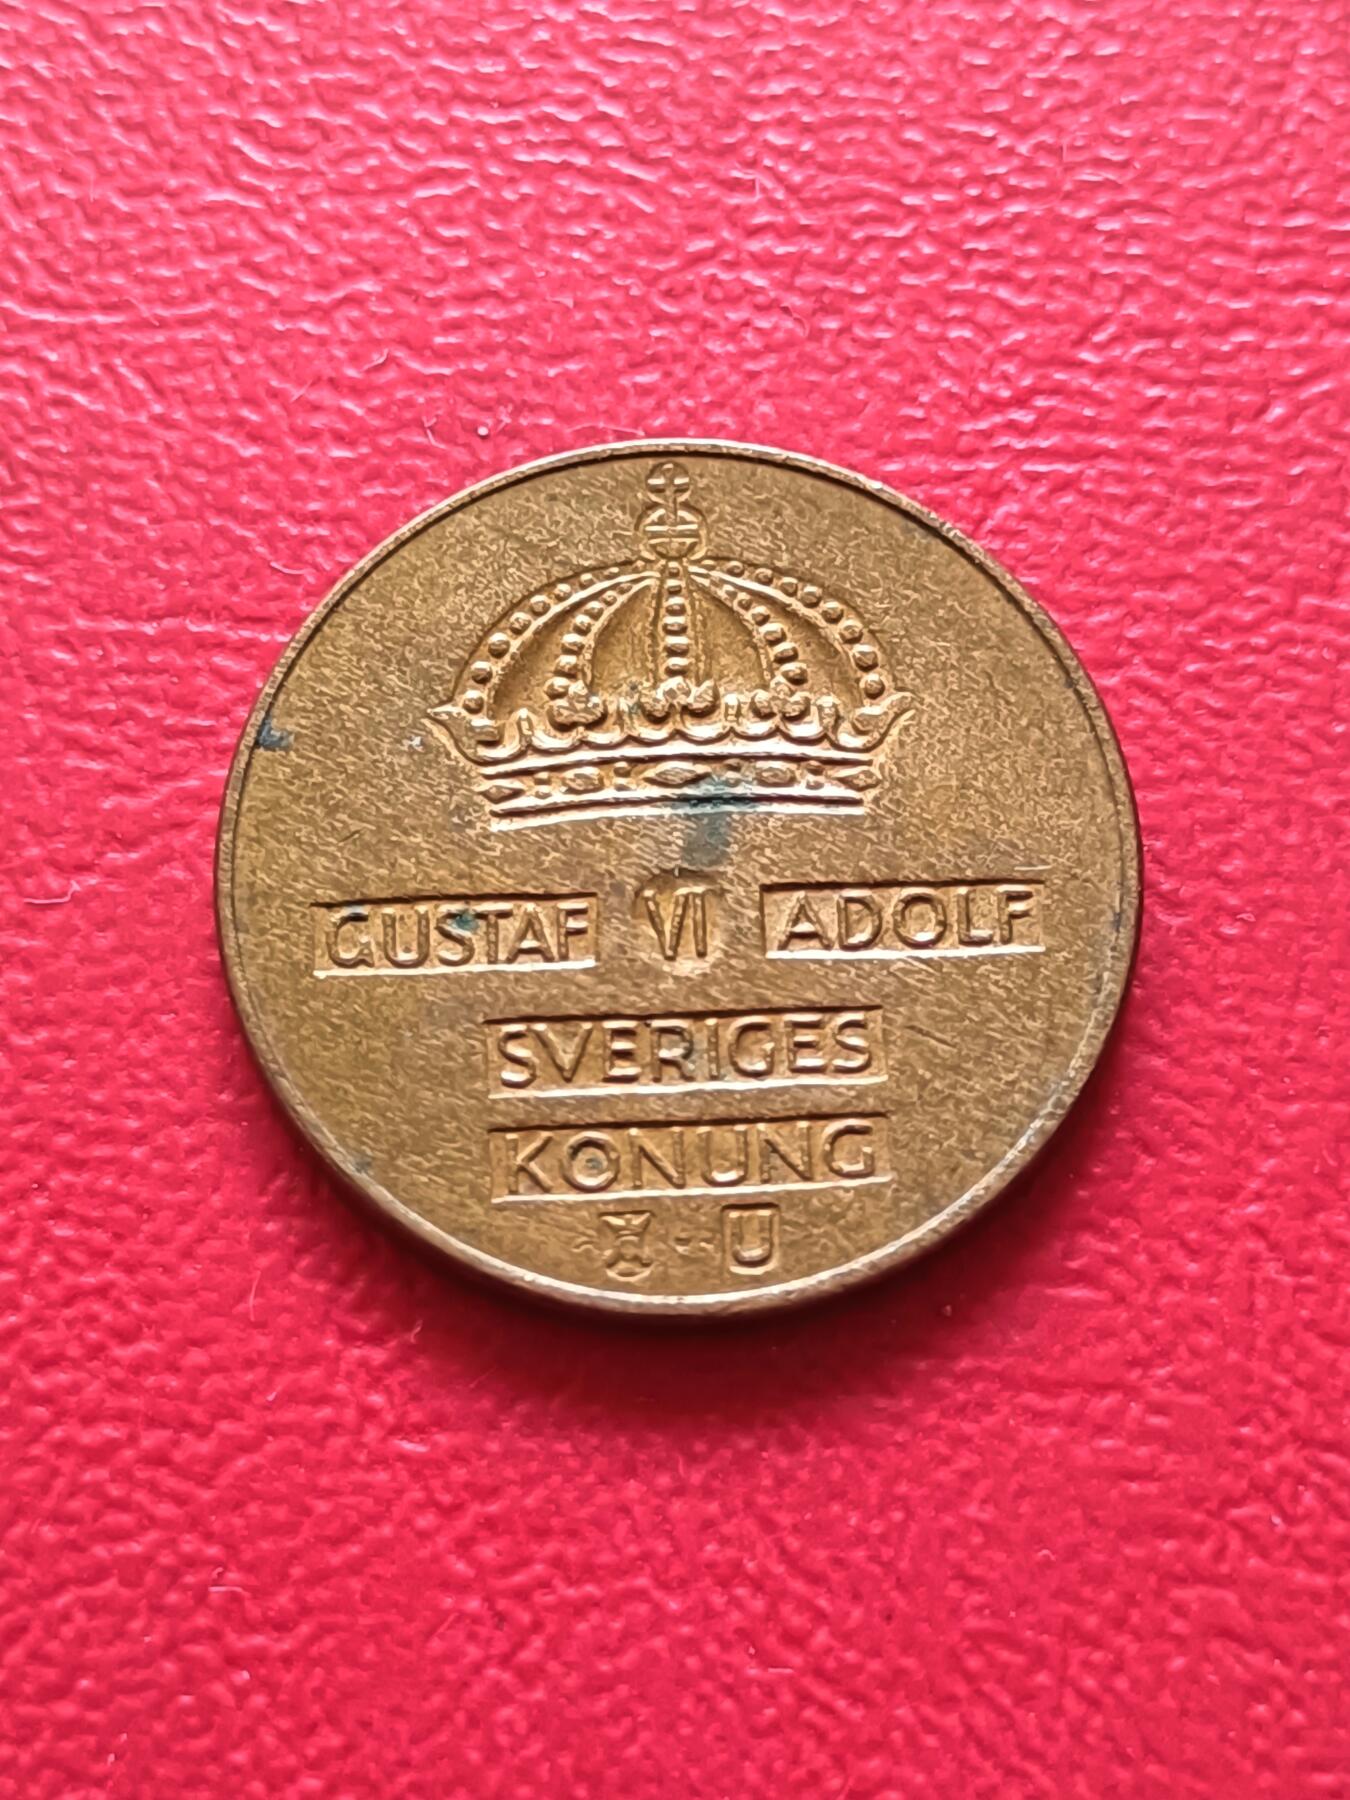 GUSTAF VI ADOLF
SVERIGES
KONUNG
U